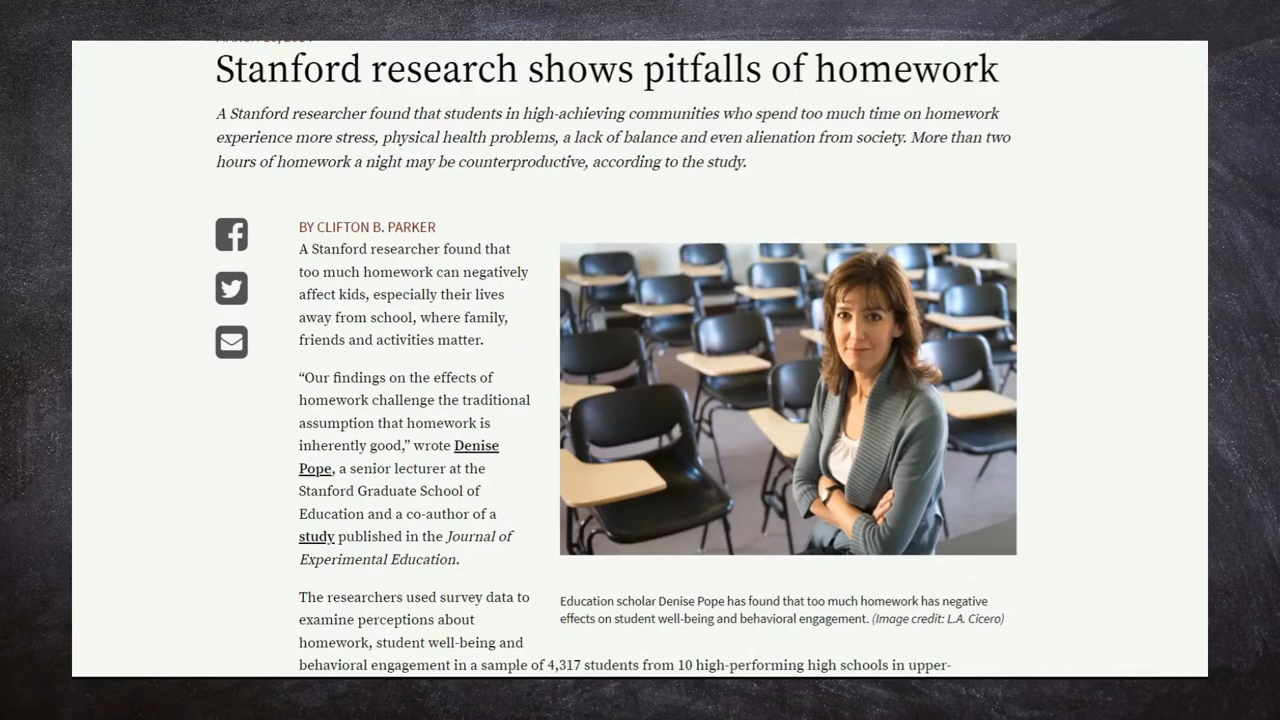 Stanford research shows pitfalls of homework
A Stanford researcher found that students in high-achieving communities who spend too much time on homework
experience more stress, physical health problems, a lack of balance and even alienation from society. More than two
hours of homework a night may be counterproductive, according to the study.
BY CLIFTON B. PARKER
A Stanford researcher found that
too much homework can negatively
affect kids, especially their lives
away from school, where family,
friends and activities matter.
“Our findings on the effects of
homework challenge the traditional
assumption that homework is
inherently good,” wrote Denise
Pope, a senior lecturer at the
Stanford Graduate School of
Education and a co-author of a
study published in the Journal of
Experimental Education.
The researchers used survey data to
examine perceptions about
homework, student well-being and
behavioral engagement in a sample of 4,317 students from 10 high-performing high schools in upper-
Education scholar Denise Pope has found that too much homework has negative
effects on student well-being and behavioral engagement. (Image credit: L.A. Cicero)